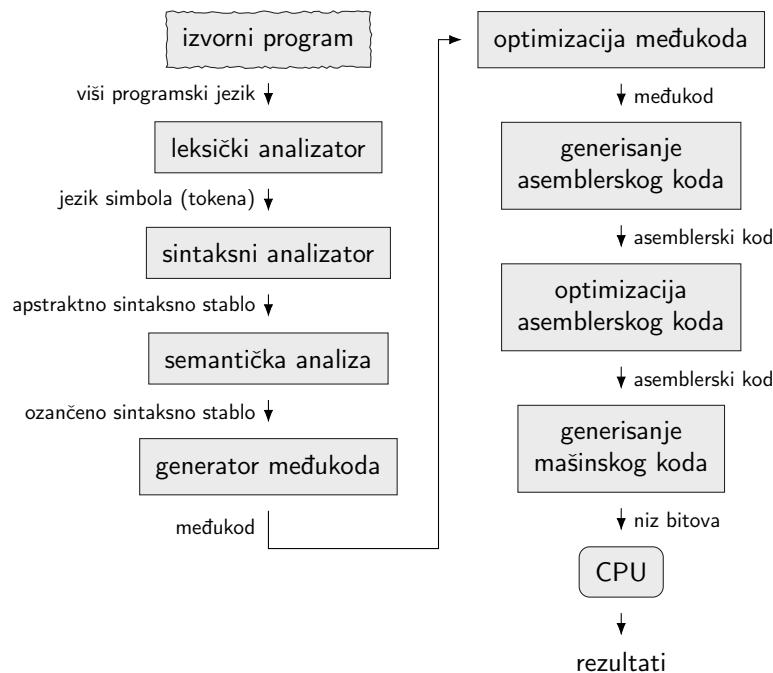 izvorni program
viši programski jezik
leksički analizator
jezik simbola (tokena)
sintaksni analizator
apstraktno sintaksno stablo
semantička analiza
ozančeno sintaksno stablo
generator međukoda
međukod
optimizacija međukoda
međukod
generisanje
asemblerskog koda
asemblerski kod
optimizacija
asemblerskog koda
asemblerski kod
generisanje
mašinskog koda
niz bitova
CPU
rezultati